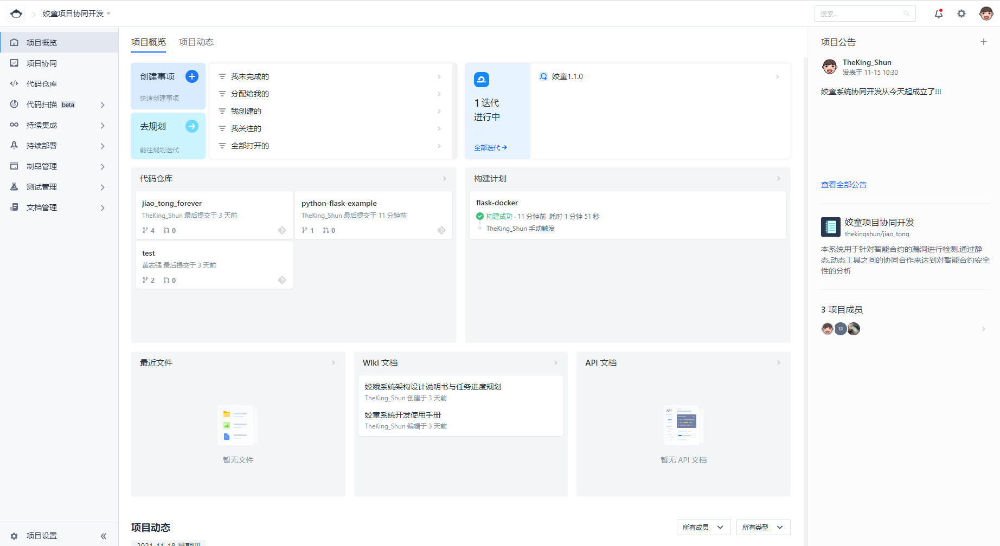 姣童项目协同开发
搜索...
项目概览
项目协同
代码仓库
代码扫描 beta
持续集成
持续部署
制品管理
测试管理
文档管理
项目设置
项目概览
项目动态
创建事项
快速创建事项
去规划
前往规划迭代
我未完成的
分配给我的
我创建的
我关注的
全部打开的
1 迭代
进行中
全部迭代
姣童1.1.0
代码仓库
jiao_tong_forever
TheKing_Shun 最后提交于 3 天前
4 0
python-flask-example
TheKing_Shun 最后提交于 11 分钟前
1 0
test
黄志强 最后提交于 3 天前
2 0
构建计划
flask-docker
构建成功 · 11 分钟前 耗时 1 分钟 51 秒
TheKing_Shun 手动触发
最近文件
暂无文件
Wiki 文档
姣娥系统架构设计说明书与任务进度规划
TheKing_Shun 创建于 3 天前
姣童系统开发使用手册
TheKing_Shun 编辑于 3 天前
API 文档
API
暂无 API 文档
项目动态
所有成员
所有类型
2021-11-18 星期四
项目公告
TheKing_Shun
发表于 11-15 10:30
姣童系统协同开发从今天起成立了!!!
查看全部公告
姣童项目协同开发
thekingshun/jiao_tong
本系统用于针对智能合约的漏洞进行检测,通过静
态,动态工具之间的协同合作来达到对智能合约安全
性的分析
3 项目成员
13